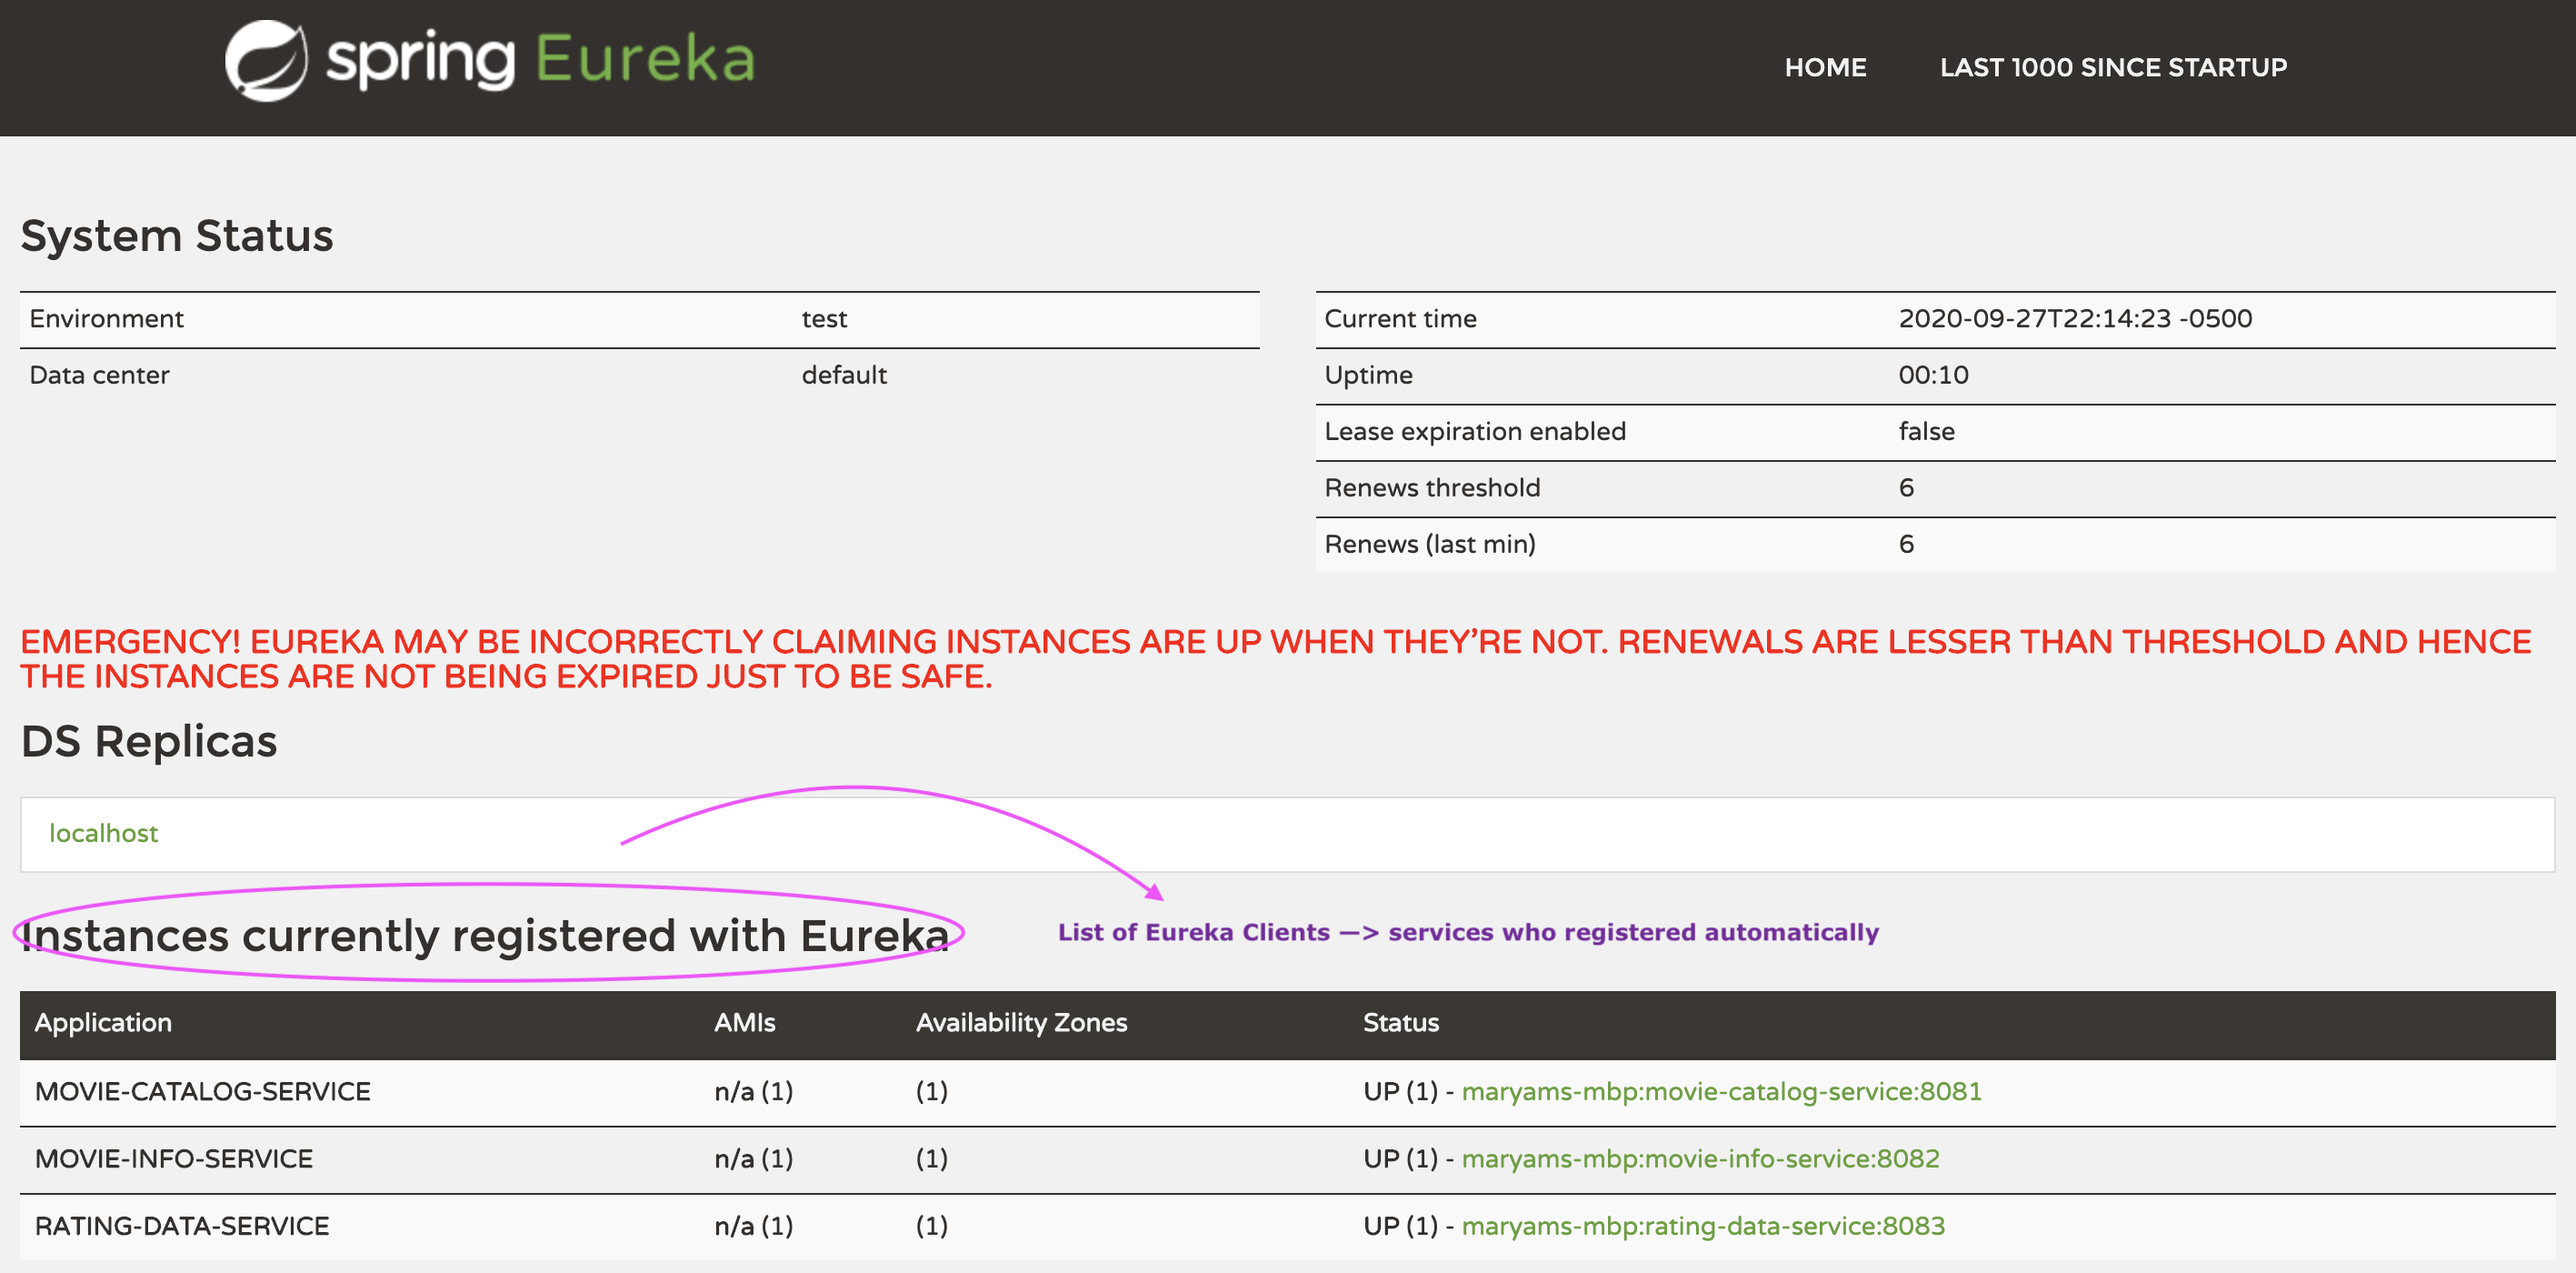 spring Eureka
HOME LAST 1000 SINCE STARTUP
System Status
Environment test
Data center default
Current time 2020-09-27T22:14:23 -0500
Uptime 00:10
Lease expiration enabled false
Renews threshold 6
Renews (last min) 6
EMERGENCY! EUREKA MAY BE INCORRECTLY CLAIMING INSTANCES ARE UP WHEN THEY’RE NOT. RENEWALS ARE LESSER THAN THRESHOLD AND HENCE
THE INSTANCES ARE NOT BEING EXPIRED JUST TO BE SAFE.
DS Replicas
localhost
Instances currently registered with Eureka
List of Eureka Clients —> services who registered automatically
Application AMIs Availability Zones Status
MOVIE-CATALOG-SERVICE n/a (1) (1) UP (1) - maryams-mbp:movie-catalog-service:8081
MOVIE-INFO-SERVICE n/a (1) (1) UP (1) - maryams-mbp:movie-info-service:8082
RATING-DATA-SERVICE n/a (1) (1) UP (1) - maryams-mbp:rating-data-service:8083